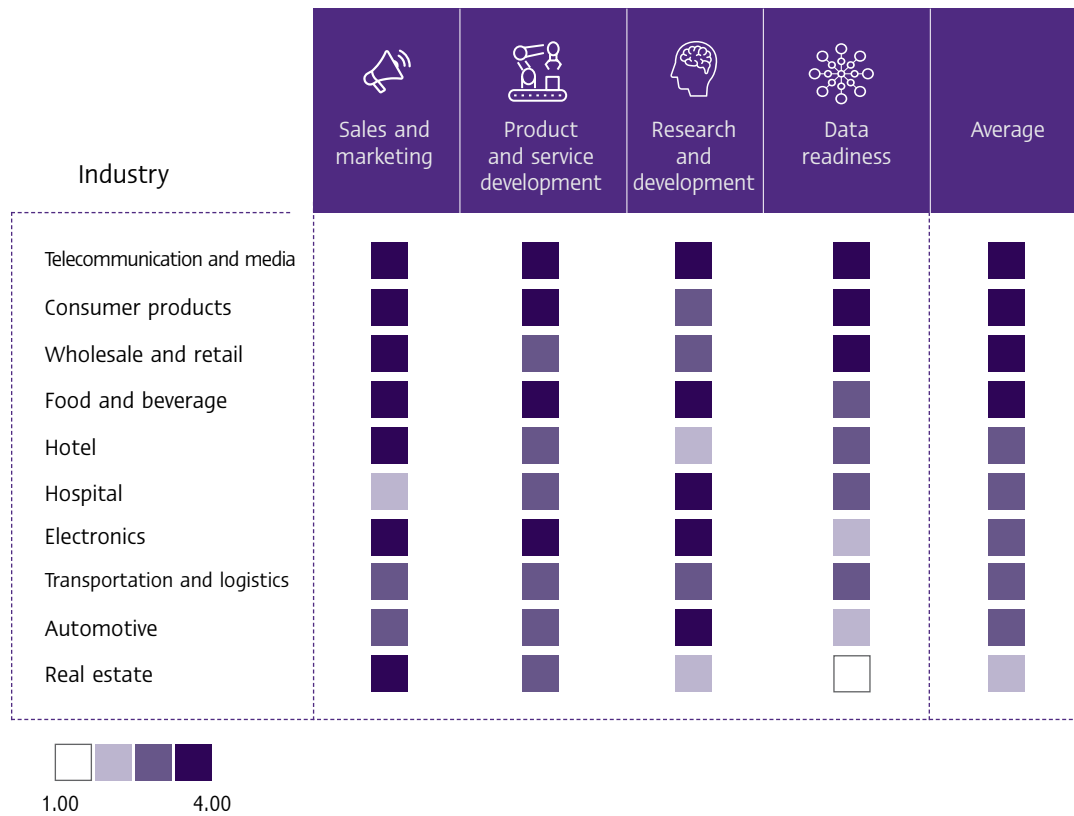 Industry
Sales and
marketing
Product
and service
development
Research
and
development
Data
readiness
Average
Telecommunication and media
Consumer products
Wholesale and retail
Food and beverage
Hotel
Hospital
Electronics
Transportation and logistics
Automotive
Real estate
1.00
4.00